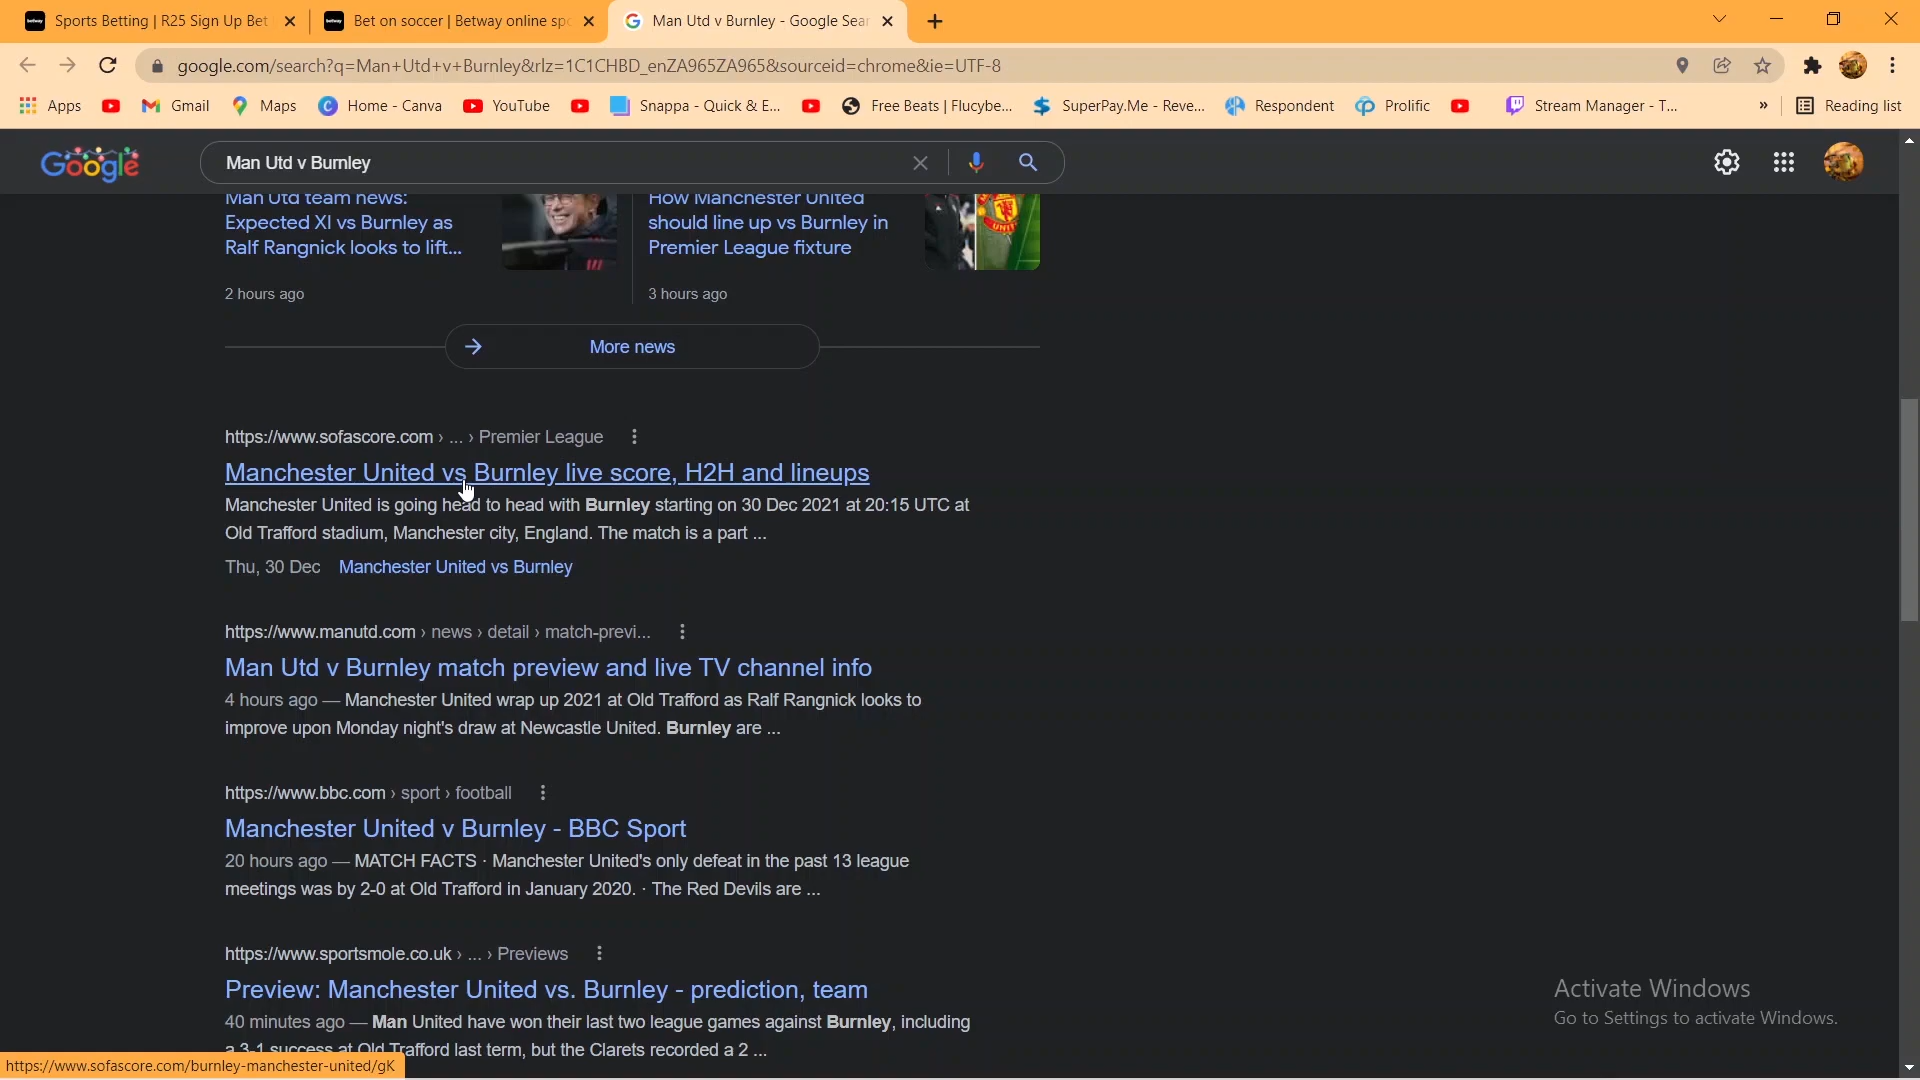 Sports Betting | R25 Sign Up Bet
Bet on soccer | Betway online spo
Man Utd v Burnley - Google Sear
google.com/search?q=Man+Utd+v+Burnley&rlz=1C1CHBD_enZA965ZA965&sourceid=chrome&ie=UTF-8
Apps Gmail Maps Home - Canva YouTube Snappa - Quick & E... Free Beats | Flucybe... SuperPay.Me - Reve... Respondent Prolific Stream Manager - T... » Reading list
Google Man Utd v Burnley
Man Utd team news:
Expected XI vs Burnley as
Ralf Rangnick looks to lift...
2 hours ago
How Manchester United
should line up vs Burnley in
Premier League fixture
3 hours ago
More news
https://www.sofascore.com › ... › Premier League
Manchester United vs Burnley live score, H2H and lineups
Manchester United is going head to head with Burnley starting on 30 Dec 2021 at 20:15 UTC at
Old Trafford stadium, Manchester city, England. The match is a part ...
Thu, 30 Dec Manchester United vs Burnley
https://www.manutd.com › news › detail › match-previ...
Man Utd v Burnley match preview and live TV channel info
4 hours ago — Manchester United wrap up 2021 at Old Trafford as Ralf Rangnick looks to
improve upon Monday night's draw at Newcastle United. Burnley are ...
https://www.bbc.com › sport › football
Manchester United v Burnley - BBC Sport
20 hours ago — MATCH FACTS · Manchester United's only defeat in the past 13 league
meetings was by 2-0 at Old Trafford in January 2020. · The Red Devils are ...
https://www.sportsmole.co.uk › ... › Previews
Preview: Manchester United vs. Burnley - prediction, team
40 minutes ago — Man United have won their last two league games against Burnley, including
a 3-1 success at Old Trafford last term, but the Clarets recorded a 2 ...
Activate Windows
Go to Settings to activate Windows.
https://www.sofascore.com/burnley-manchester-united/gK